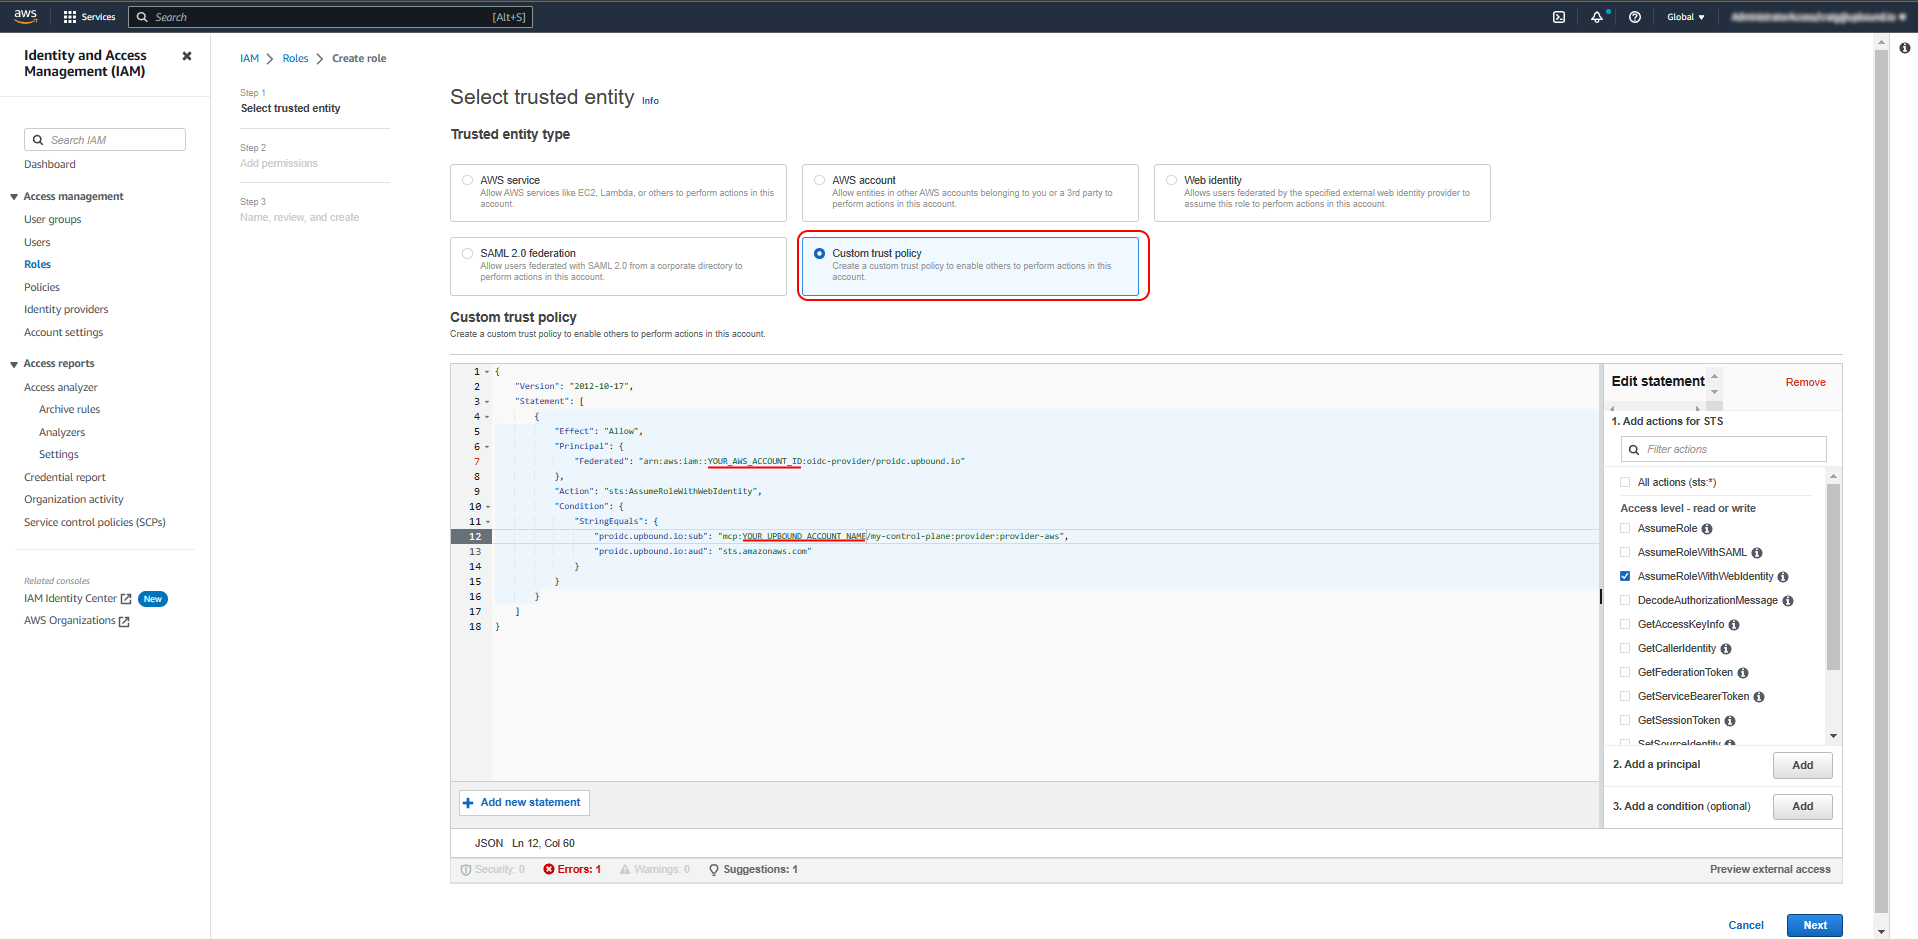 aws
Services
Search
[Alt+S]
Global
Identity and Access
Management (IAM)
Search IAM
Dashboard
Access management
User groups
Users
Roles
Policies
Identity providers
Account settings
Access reports
Access analyzer
Archive rules
Analyzers
Settings
Credential report
Organization activity
Service control policies (SCPs)
Related consoles
IAM Identity Center New
AWS Organizations
IAM Roles Create role
Step 1
Select trusted entity
Step 2
Add permissions
Step 3
Name, review, and create
Select trusted entity Info
Trusted entity type
AWS service
Allow AWS services like EC2, Lambda, or others to perform actions in this
account.
AWS account
Allow entities in other AWS accounts belonging to you or a 3rd party to
perform actions in this account.
Web identity
Allows users federated by the specified external web identity provider to
assume this role to perform actions in this account.
SAML 2.0 federation
Allow users federated with SAML 2.0 from a corporate directory to
perform actions in this account.
Custom trust policy
Create a custom trust policy to enable others to perform actions in this
account.
Custom trust policy
Create a custom trust policy to enable others to perform actions in this account.
1 {
2 "Version": "2012-10-17",
3 "Statement": [
4 {
5 "Effect": "Allow",
6 "Principal": {
7 "Federated": "arn:aws:iam::YOUR_AWS_ACCOUNT_ID:oidc-provider/proidc.upbound.io"
8 },
9 "Action": "sts:AssumeRoleWithWebIdentity",
10 "Condition": {
11 "StringEquals": {
12 "proidc.upbound.io:sub": "mcp:YOUR_UPBOUND_ACCOUNT_NAME/my-control-plane:provider:provider-aws",
13 "proidc.upbound.io:aud": "sts.amazonaws.com"
14 }
15 }
16 }
17 ]
18 }
Add new statement
JSON Ln 12, Col 60
Security: 0 Errors: 1 Warnings: 0 Suggestions: 1
Preview external access
Edit statement
Remove
1. Add actions for STS
Filter actions
All actions (sts:*)
Access level - read or write
AssumeRole
AssumeRoleWithSAML
AssumeRoleWithWebIdentity
DecodeAuthorizationMessage
GetAccessKeyInfo
GetCallerIdentity
GetFederationToken
GetServiceBearerToken
GetSessionToken
SetSourceIdentity
2. Add a principal Add
3. Add a condition (optional) Add
Cancel Next